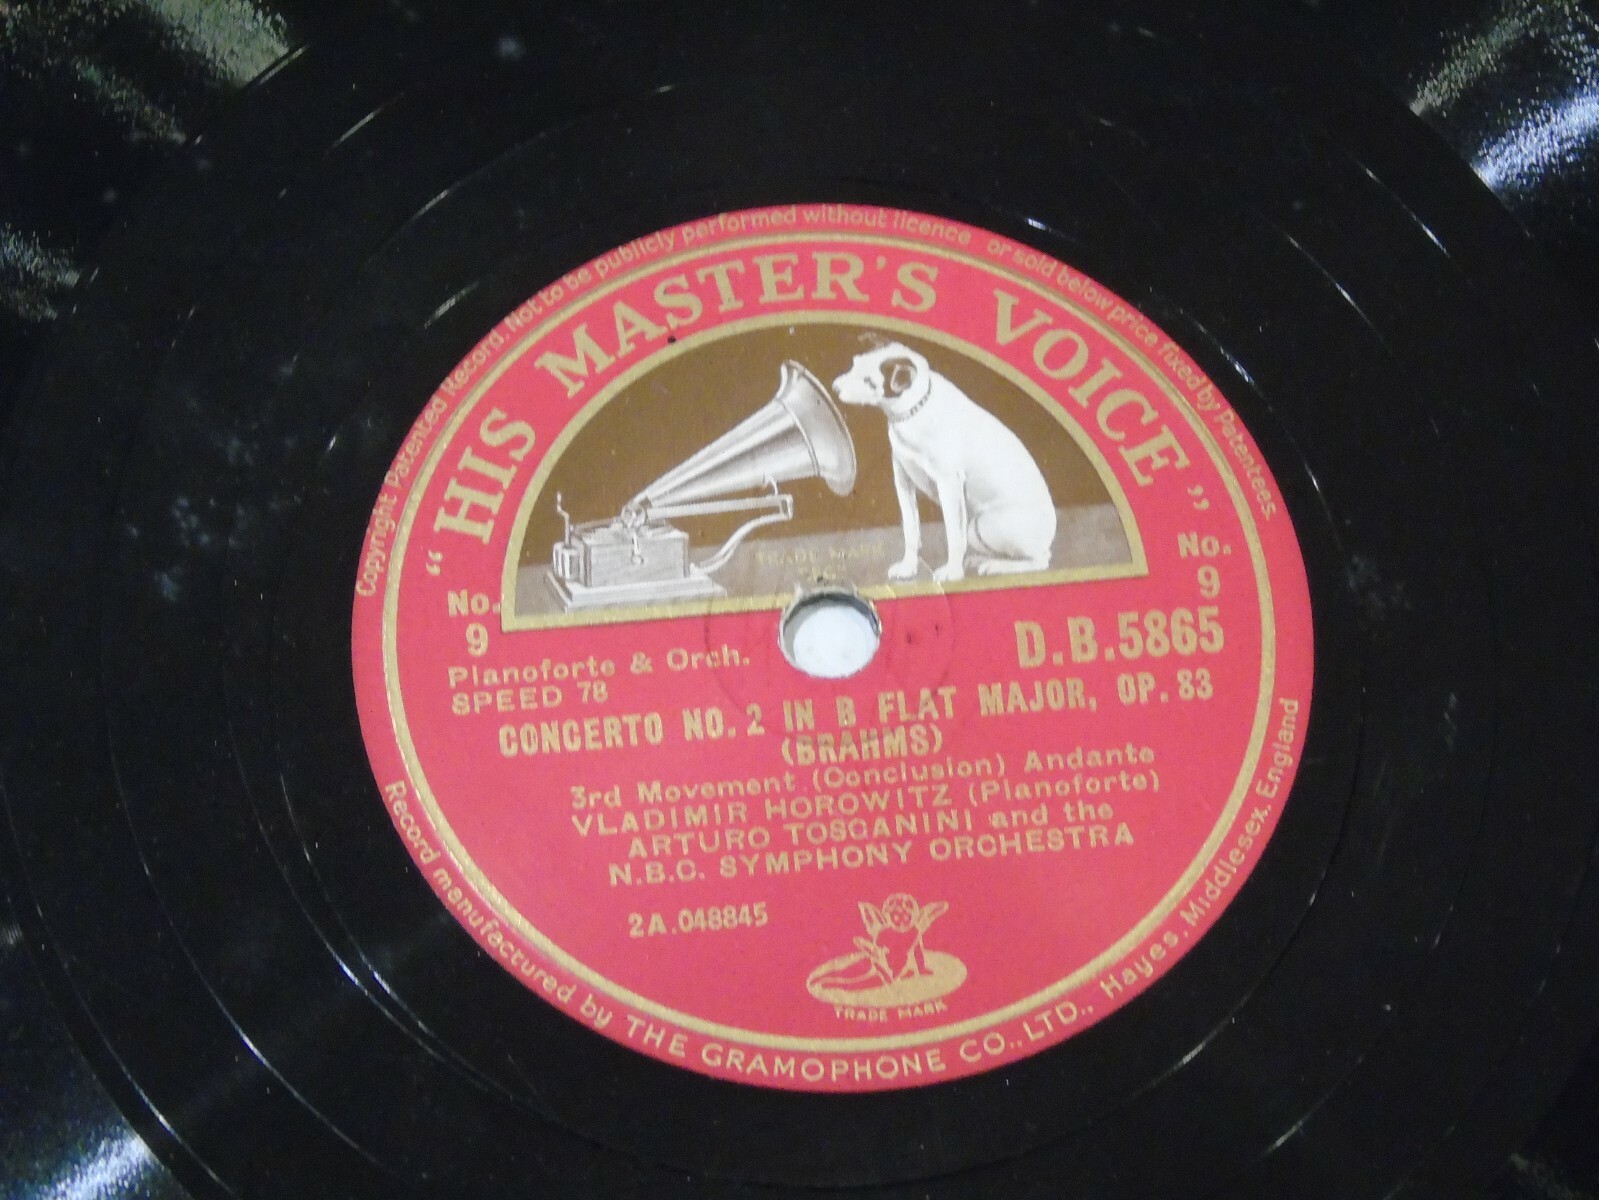 Copyright Patented Record. Not to be publicly performed without licence or sold below price fixed by Patentees.
"HIS MASTER'S VOICE"
TRADE MARK
No. 9
No. 9
D.B.5865
Pianoforte & Orch.
SPEED 78
CONCERTO NO. 2 IN B FLAT MAJOR, OP. 83
(BRAHMS)
3rd Movement (Conclusion) Andante
VLADIMIR HOROWITZ (Pianoforte)
ARTURO TOSCANINI and the
N.B.C. SYMPHONY ORCHESTRA
2A.048845
TRADE MARK
Record manufactured by THE GRAMOPHONE CO., LTD., Hayes, Middlesex, England